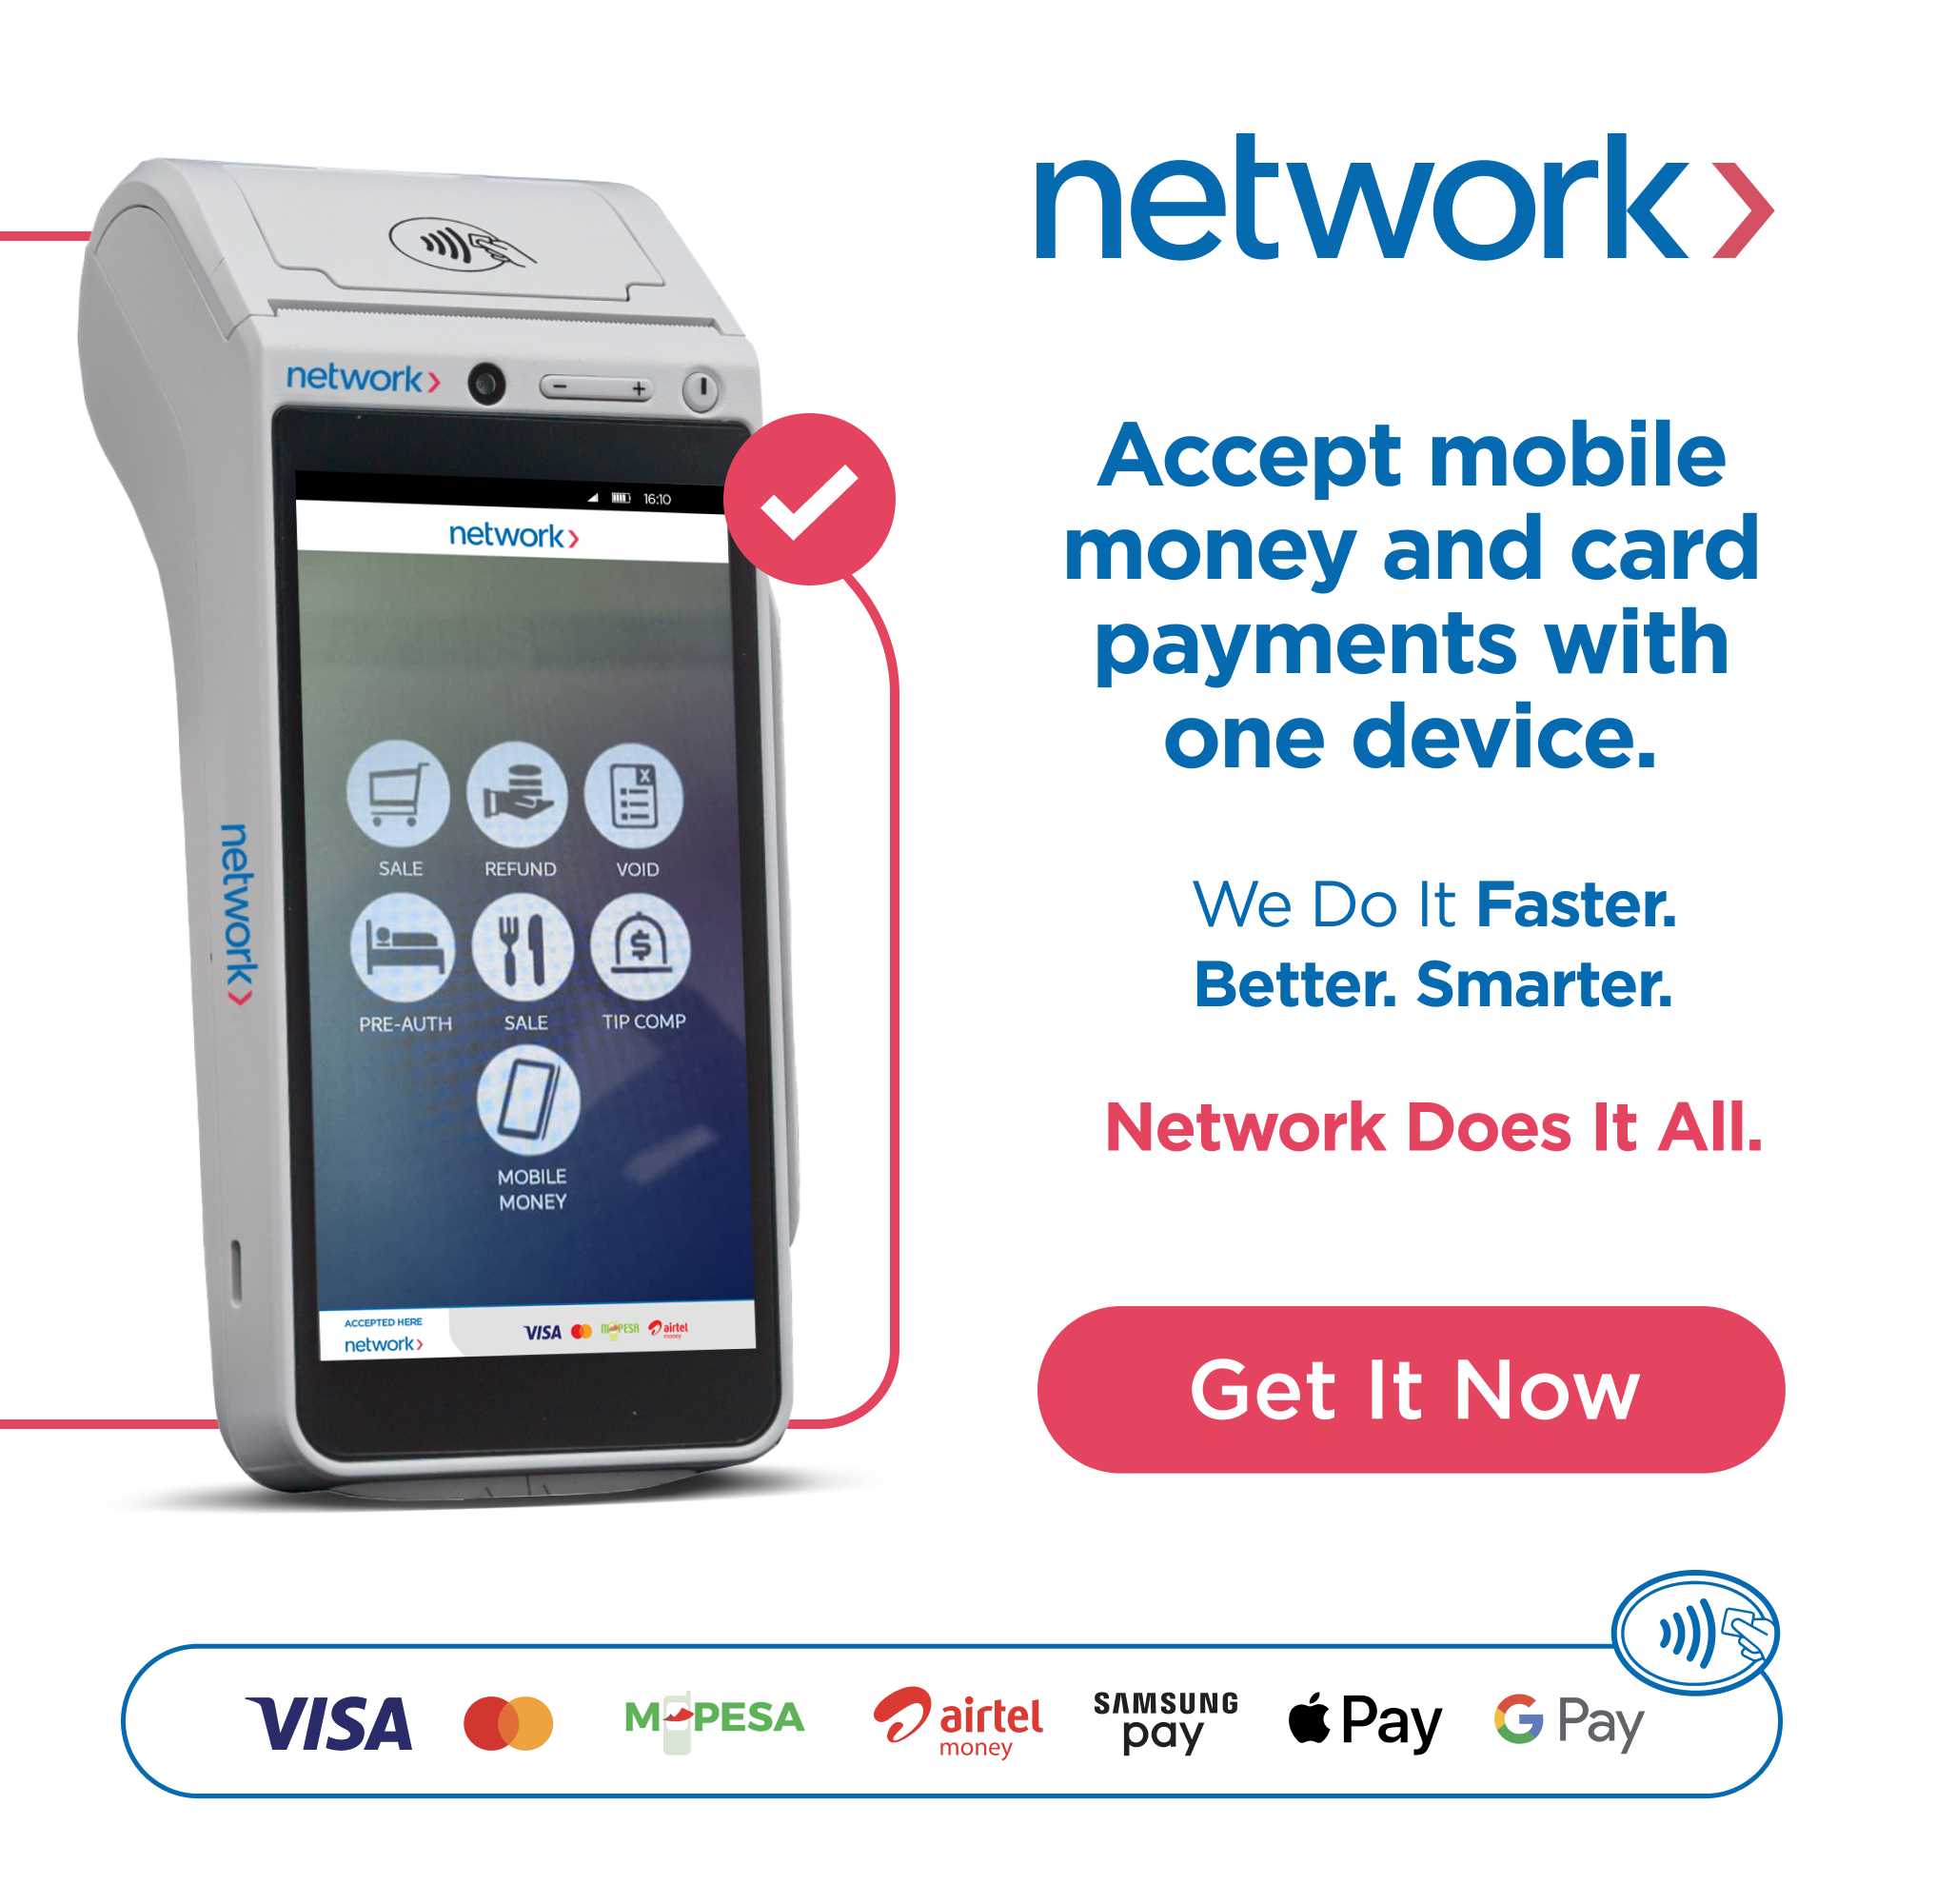 network
Accept mobile
money and card
payments with
one device.
We Do It Faster.
Better. Smarter.
Network Does It All.
Get It Now
network
16:10
network
SALE REFUND VOID
PRE-AUTH SALE TIP COMP
MOBILE
MONEY
ACCEPTED HERE
network
VISA M-PESA airtel
money
network
VISA M-PESA airtel money SAMSUNG pay Pay G Pay